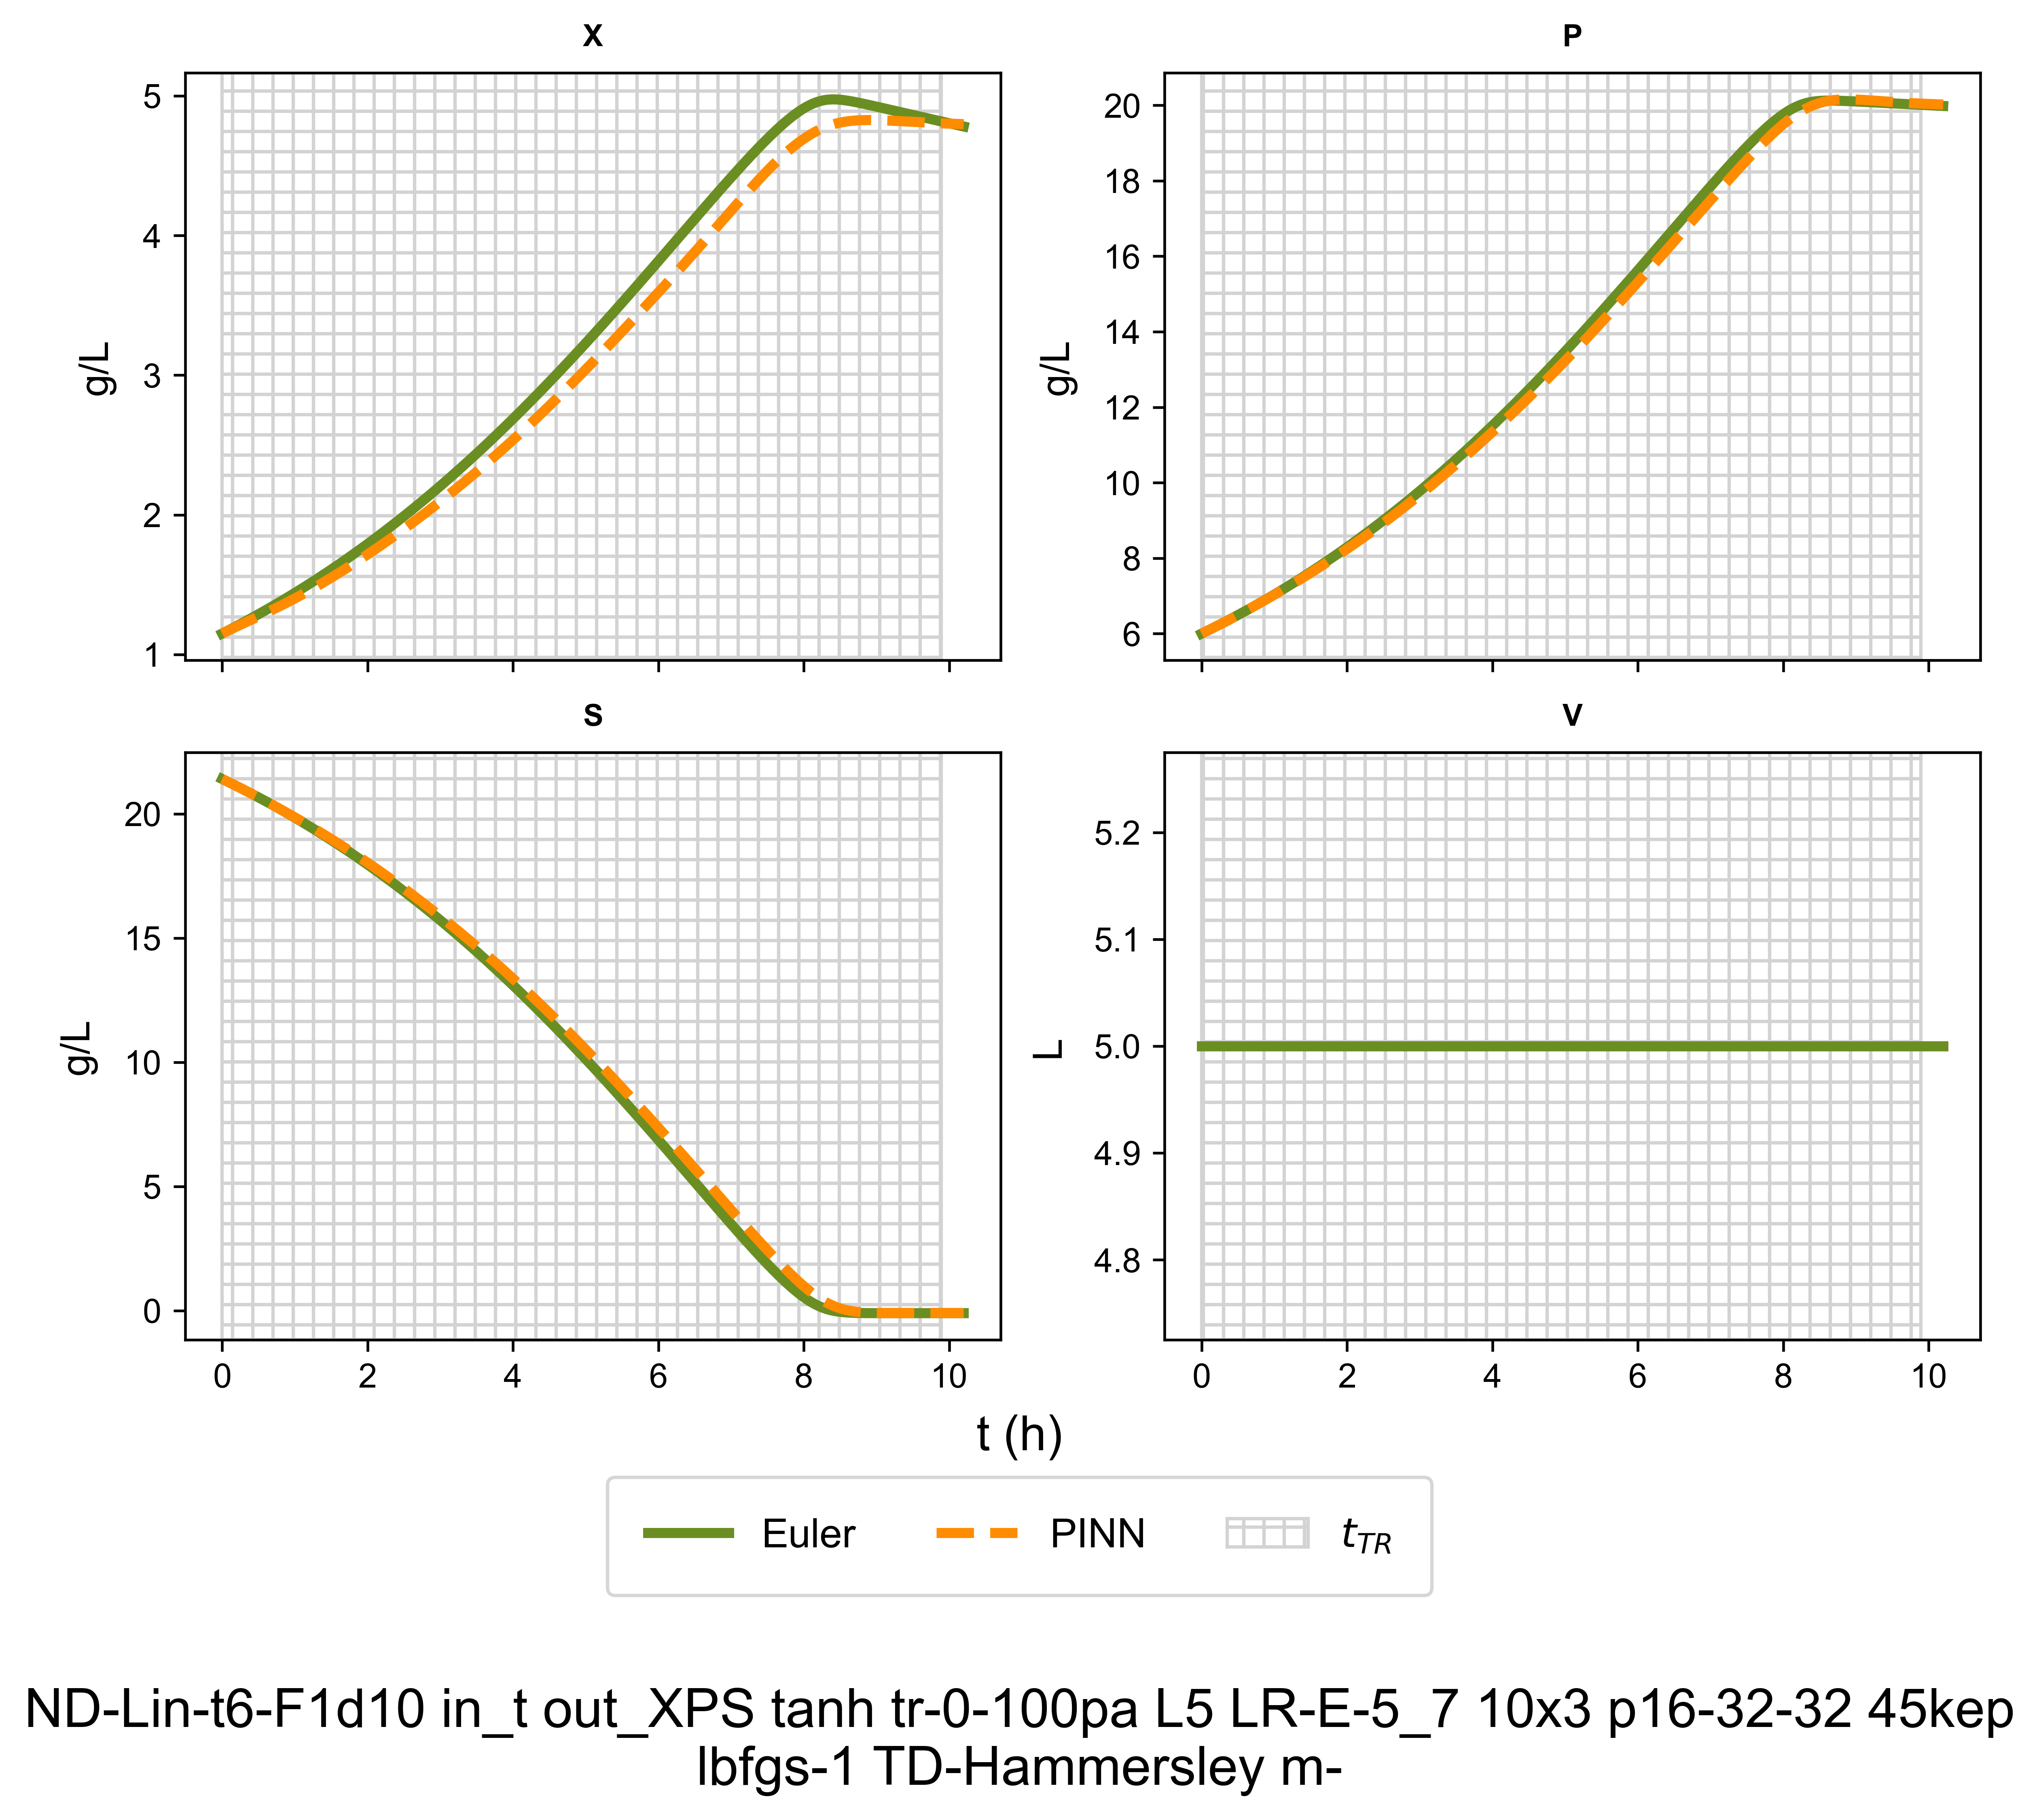 X
P
5
4
3
2
1
g/L
20
18
16
14
12
10
8
6
g/L
S
V
20
15
10
5
0
g/L
0 2 4 6 8 10
5.2
5.1
5.0
4.9
4.8
L
0 2 4 6 8 10
t (h)
Euler PINN t_TR
ND-Lin-t6-F1d10 in_t out_XPS tanh tr-0-100pa L5 LR-E-5_7 10x3 p16-32-32 45kep
lbfgs-1 TD-Hammersley m-